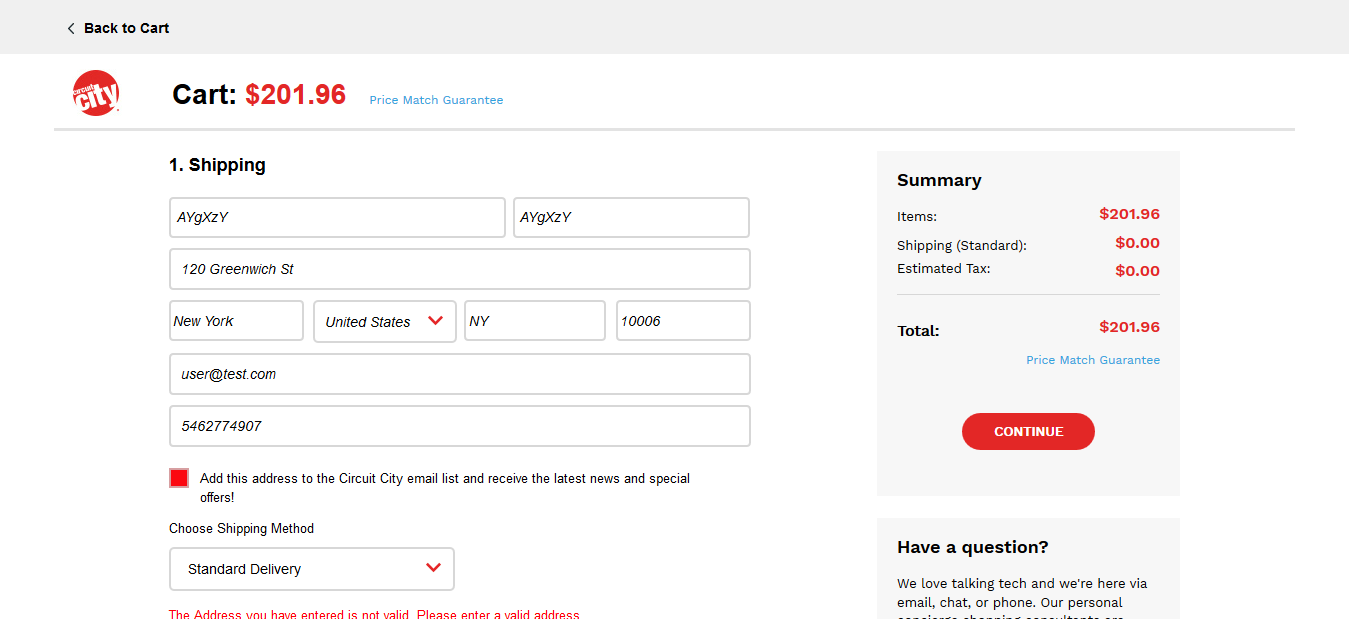 Back to Cart
circuit
city
Cart: $201.96 Price Match Guarantee
1. Shipping
AYgXzY AYgXzY
120 Greenwich St
New York United States NY 10006
user@test.com
5462774907
Add this address to the Circuit City email list and receive the latest news and special
offers!
Choose Shipping Method
Standard Delivery
The Address you have entered is not valid. Please enter a valid address
Summary
Items: $201.96
Shipping (Standard): $0.00
Estimated Tax: $0.00
Total: $201.96
Price Match Guarantee
CONTINUE
Have a question?
We love talking tech and we're here via
email, chat, or phone. Our personal
concierge shopping consultants are